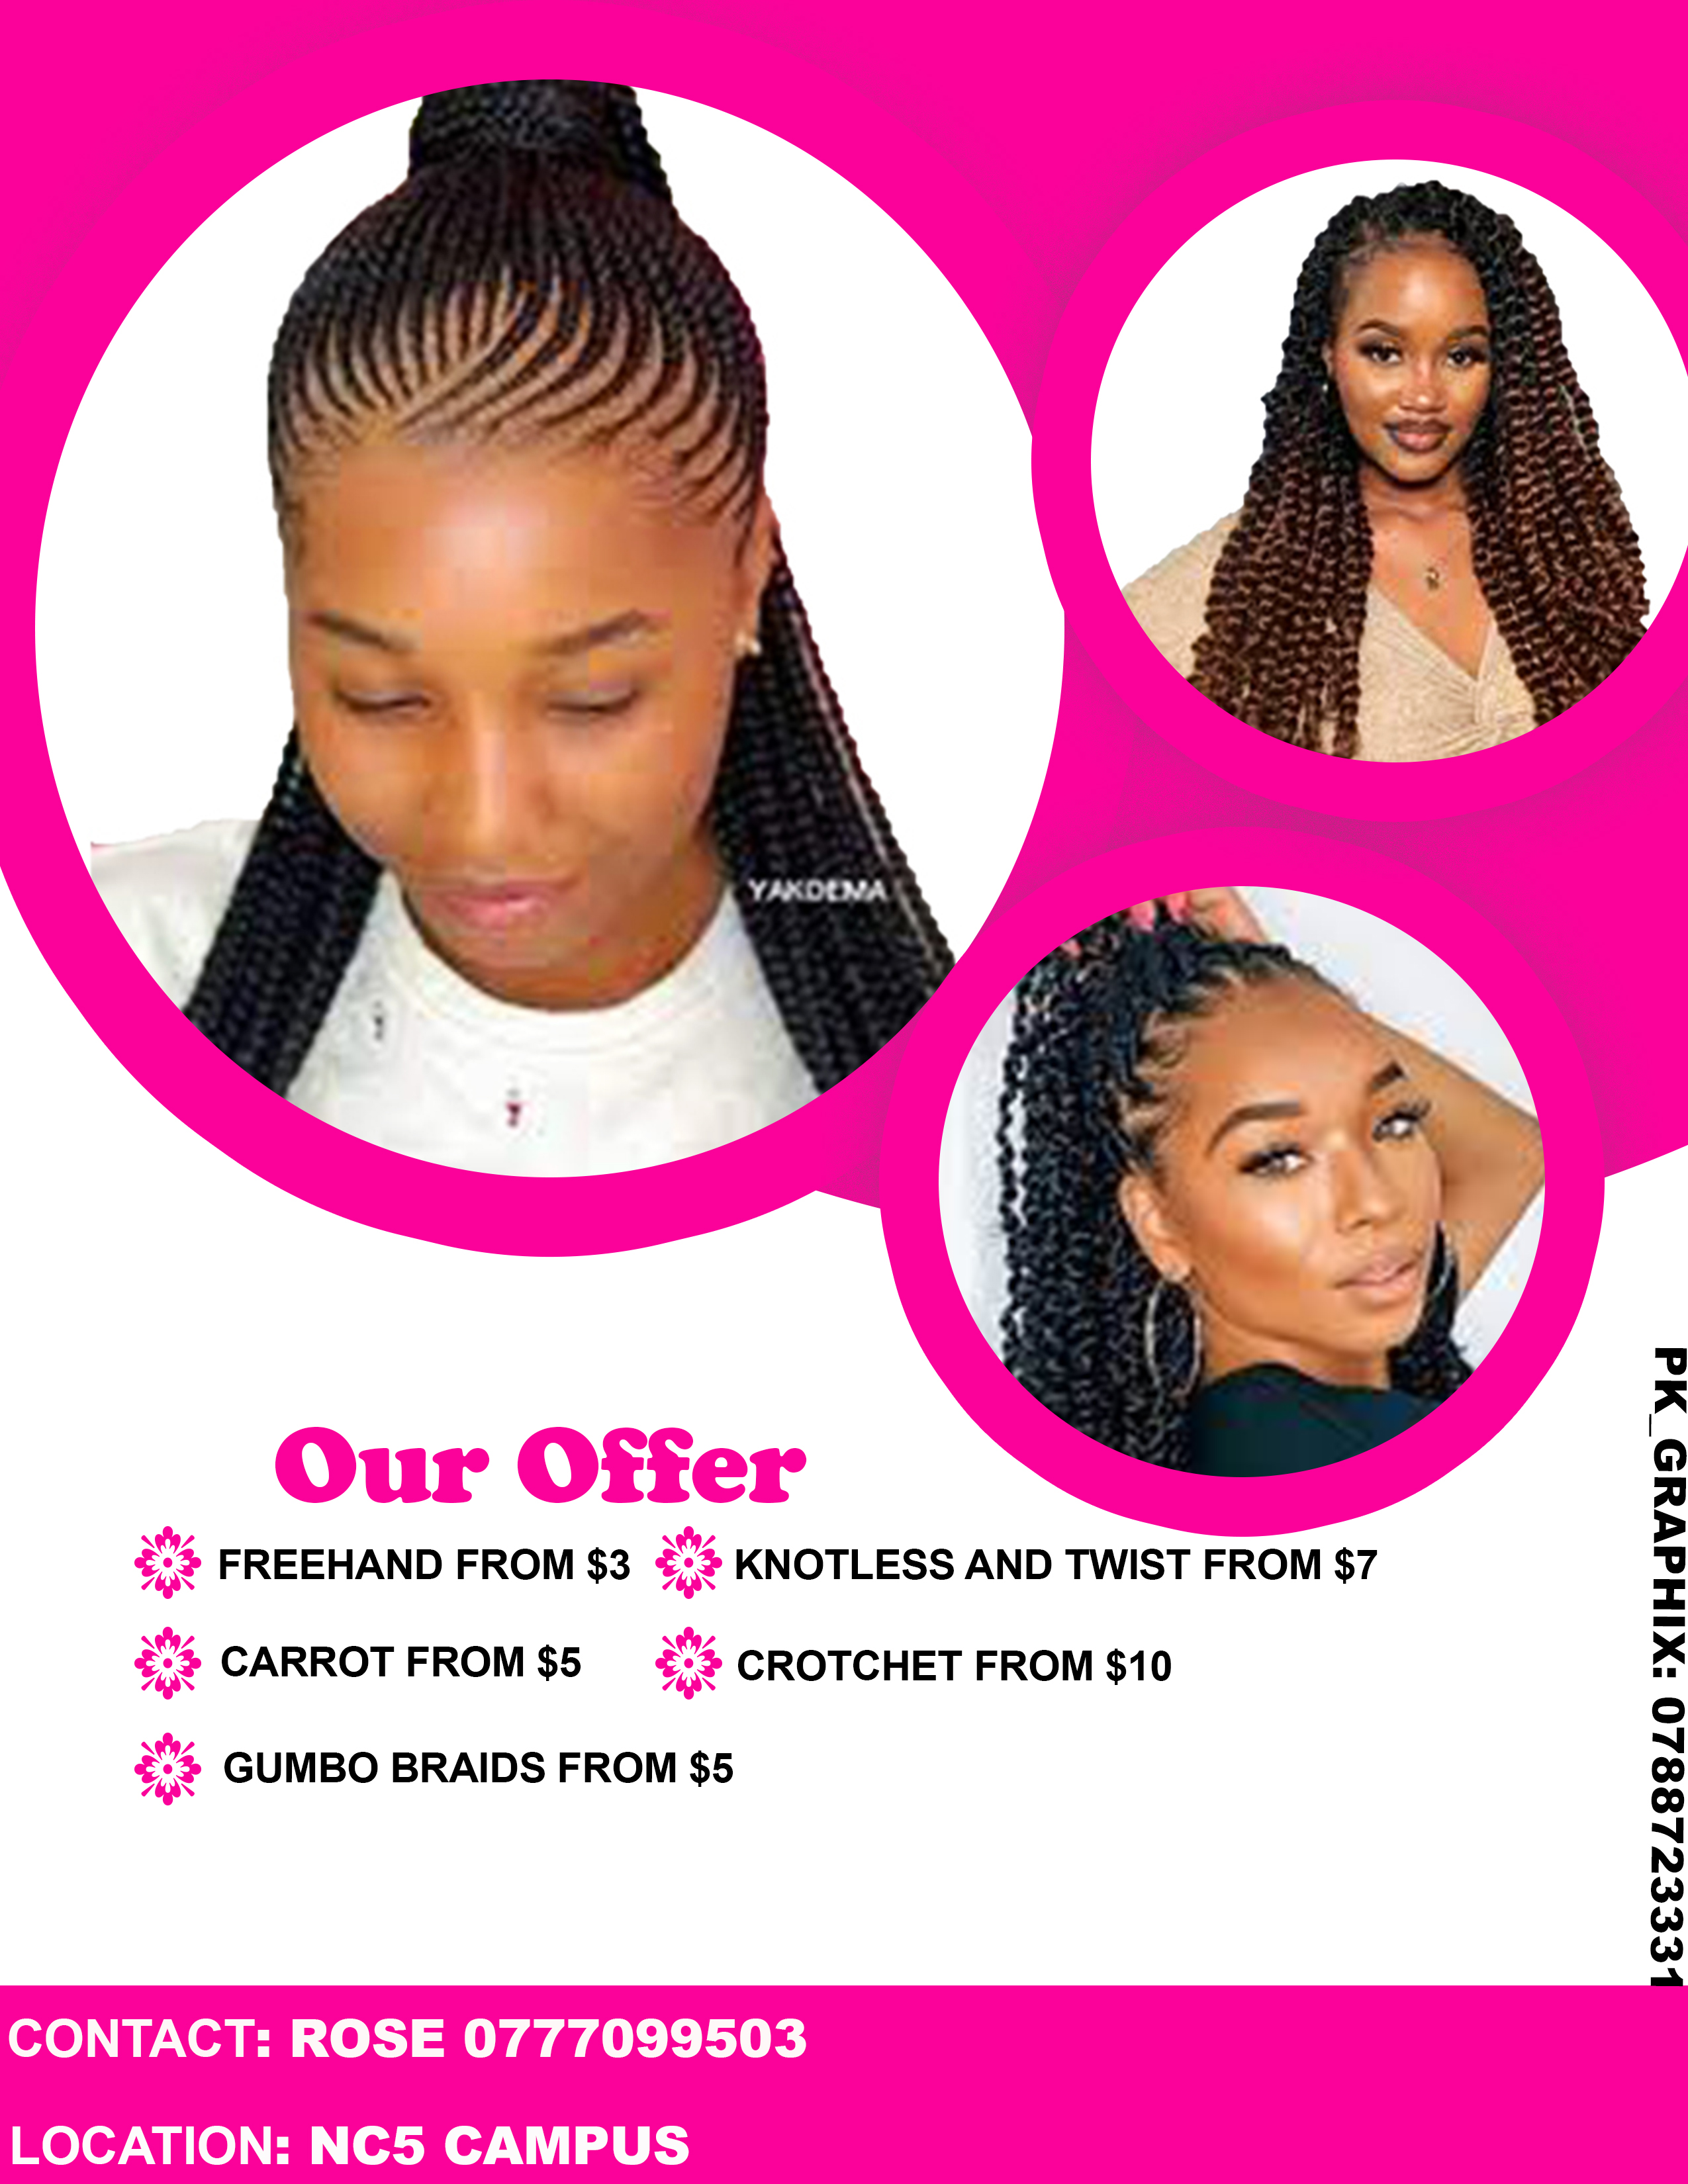 YAKDEMA
Our Offer
FREEHAND FROM $3
KNOTLESS AND TWIST FROM $7
CARROT FROM $5
CROTCHET FROM $10
GUMBO BRAIDS FROM $5
PK_GRAPHIX: 0788723331
CONTACT: ROSE 0777099503
LOCATION: NC5 CAMPUS